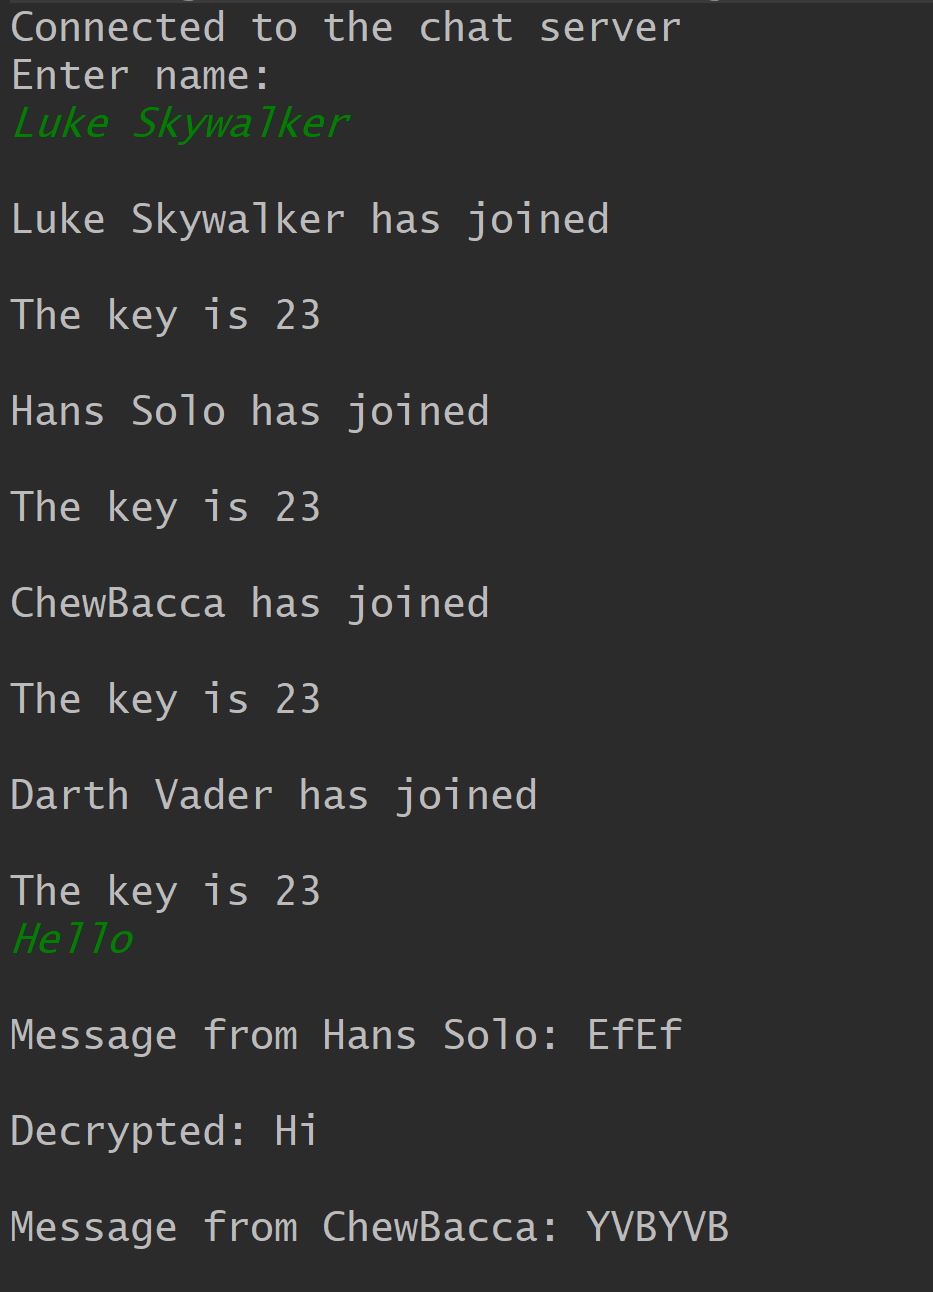 Connected to the chat server
Enter name:
Luke Skywalker
Luke Skywalker has joined
The key is 23
Hans Solo has joined
The key is 23
ChewBacca has joined
The key is 23
Darth Vader has joined
The key is 23
Hello
Message from Hans Solo: EfEf
Decrypted: Hi
Message from ChewBacca: YVBYVB